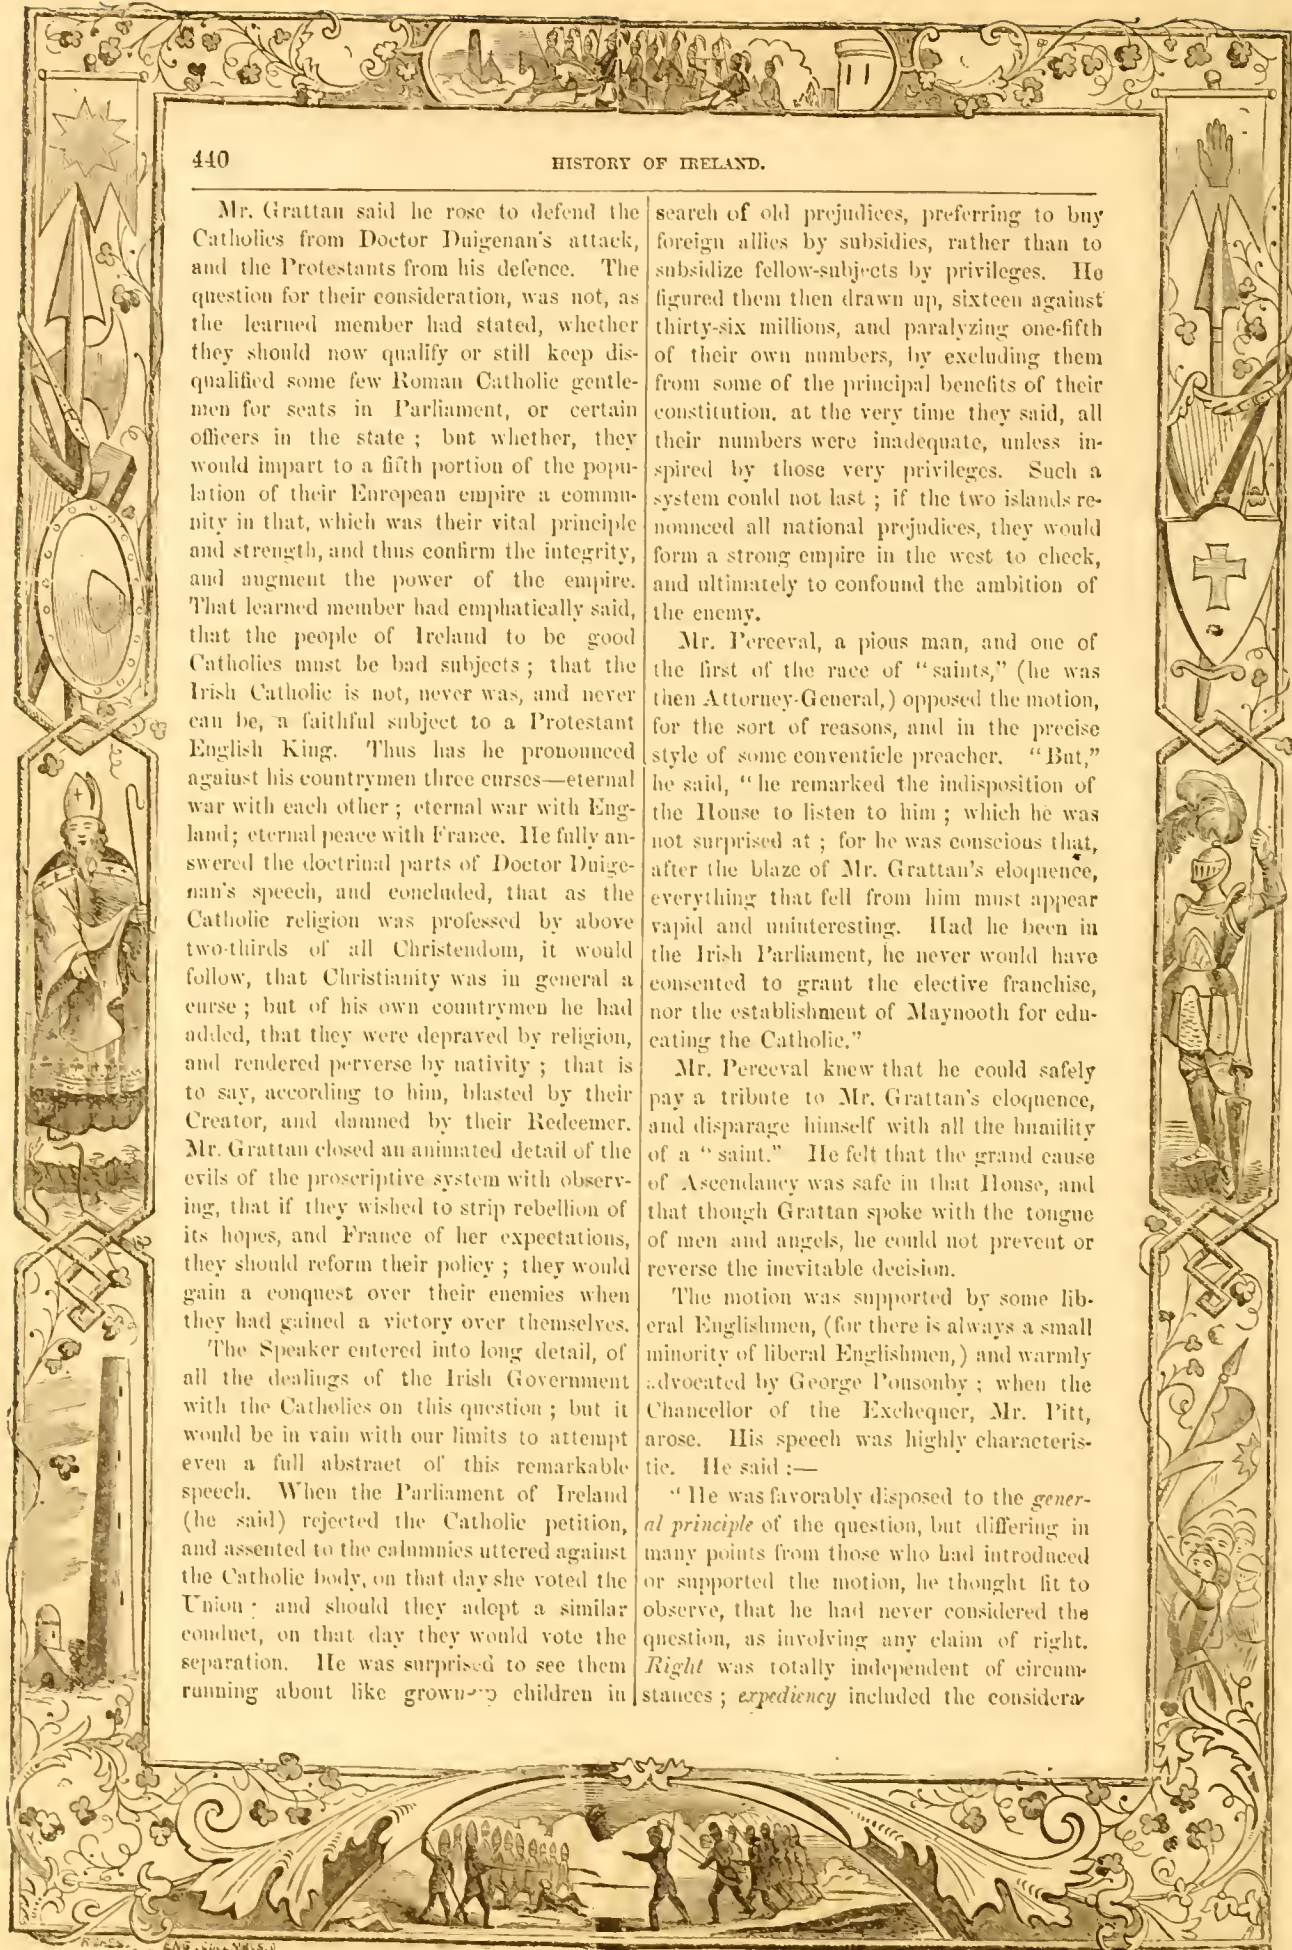 440
HISTORY OF IRELAND.
Mr. Grattan said he rose to defend the
Catholics from Doctor Duigenan's attack,
and the Protestants from his defence. The
question for their consideration, was not, as
the learned member had stated, whether
they should now qualify or still keep dis-
qualified some few Roman Catholic gentle-
men for seats in Parliament, or certain
officers in the state ; but whether, they
would impart to a fifth portion of the popu-
lation of their European empire a commu-
nity in that, which was their vital principle
and strength, and thus confirm the integrity,
and augment the power of the empire.
That learned member had emphatically said,
that the people of Ireland to be good
Catholics must be bad subjects ; that the
Irish Catholic is not, never was, and never
can be, a faithful subject to a Protestant
English King. Thus has he pronounced
against his countrymen three curses—eternal
war with each other ; eternal war with Eng-
land ; eternal peace with France. He fully an-
swered the doctrinal parts of Doctor Duige-
nan's speech, and concluded, that as the
Catholic religion was professed by above
two-thirds of all Christendom, it would
follow, that Christianity was in general a
curse ; but of his own countrymen he had
added, that they were depraved by religion,
and rendered perverse by nativity ; that is
to say, according to him, blasted by their
Creator, and damned by their Redeemer.
Mr. Grattan closed an animated detail of the
evils of the proscriptive system with observ-
ing, that if they wished to strip rebellion of
its hopes, and France of her expectations,
they should reform their policy ; they would
gain a conquest over their enemies when
they had gained a victory over themselves.
The Speaker entered into long detail, of
all the dealings of the Irish Government
with the Catholics on this question ; but it
would be in vain with our limits to attempt
even a full abstract of this remarkable
speech. When the Parliament of Ireland
(he said) rejected the Catholic petition,
and assented to the calumnies uttered against
the Catholic body, on that day she voted the
Union ; and should they adopt a similar
conduct, on that day they would vote the
separation. He was surprised to see them
running about like grown-up children in
search of old prejudices, preferring to buy
foreign allies by subsidies, rather than to
subsidize fellow-subjects by privileges. He
figured them then drawn up, sixteen against
thirty-six millions, and paralyzing one-fifth
of their own numbers, by excluding them
from some of the principal benefits of their
constitution, at the very time they said, all
their numbers were inadequate, unless in-
spired by those very privileges. Such a
system could not last ; if the two islands re-
nounced all national prejudices, they would
form a strong empire in the west to check,
and ultimately to confound the ambition of
the enemy.
Mr. Perceval, a pious man, and one of
the first of the race of "saints," (he was
then Attorney-General,) opposed the motion,
for the sort of reasons, and in the precise
style of some conventicle preacher. "But,"
he said, "he remarked the indisposition of
the House to listen to him ; which he was
not surprised at ; for he was conscious that,
after the blaze of Mr. Grattan's eloquence,
everything that fell from him must appear
vapid and uninteresting. Had he been in
the Irish Parliament, he never would have
consented to grant the elective franchise,
nor the establishment of Maynooth for edu-
cating the Catholic."
Mr. Perceval knew that he could safely
pay a tribute to Mr. Grattan's eloquence,
and disparage himself with all the humility
of a "saint." He felt that the grand cause
of Ascendancy was safe in that House, and
that though Grattan spoke with the tongue
of men and angels, he could not prevent or
reverse the inevitable decision.
The motion was supported by some lib-
eral Englishmen, (for there is always a small
minority of liberal Englishmen,) and warmly
advocated by George Ponsonby ; when the
Chancellor of the Exchequer, Mr. Pitt,
arose. His speech was highly characteris-
tic. He said :—
"He was favorably disposed to the gener-
al principle of the question, but differing in
many points from those who had introduced
or supported the motion, he thought fit to
observe, that he had never considered the
question, as involving any claim of right.
Right was totally independent of circum-
stances ; expediency included the considera-